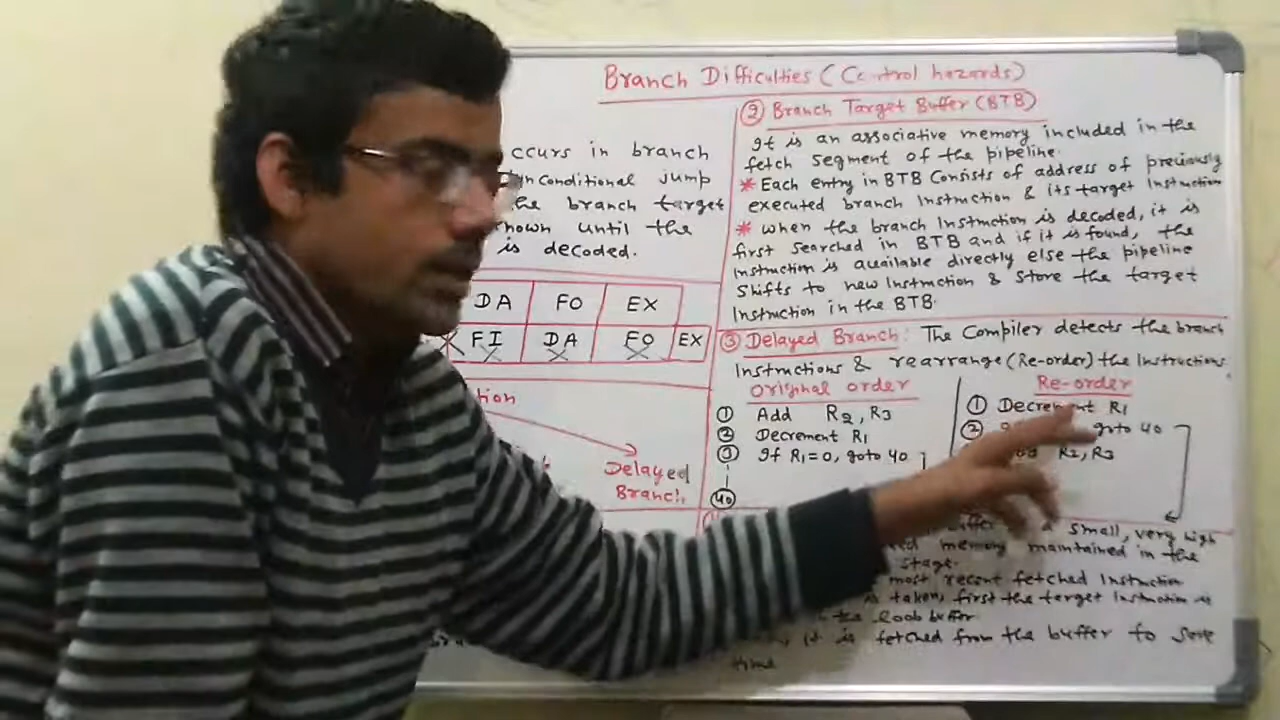 Branch Difficulties (Control hazards)
ccurs in branch
unconditional jump
he branch target
nown until the
is decoded.
DA FO EX
FI DA FO EX
tion
Delayed
Branch
② Branch Target Buffer (BTB)
It is an associative memory included in the
fetch segment of the pipeline.
* Each entry in BTB Consists of address of previously
executed branch Instruction & its target Instruction
* when the branch Instruction is decoded, it is
first searched in BTB and if it is found, the
Instruction is available directly else the pipeline
Shifts to new Instruction & store the target
Instruction in the BTB.
③ Delayed Branch: The Compiler detects the branch
Instructions & rearrange (Re-order) the Instructions.
Original order
① Add R2, R3
② Decrement R1
③ If R1=0, goto 40
40
Re-order
① Decrement R1
② goto 40
R2, R3
a small, very high
memory maintained in the
stage.
most recent fetched Instruction
is taken, first the target Instruction is
the loop buffer
it is fetched from the buffer to save
time